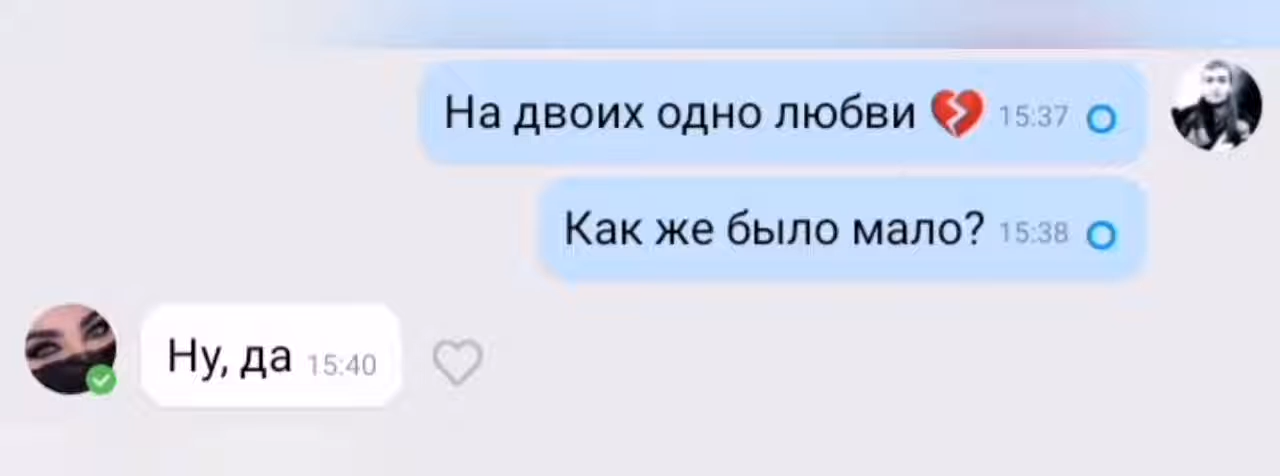 На двоих одно любви 💔 15:37
Как же было мало? 15:38
Ну, да 15:40